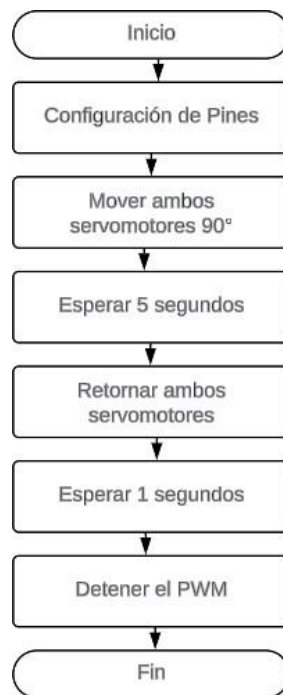 Inicio
Configuración de Pines
Mover ambos
servomotores 90°
Esperar 5 segundos
Retornar ambos
servomotores
Esperar 1 segundos
Detener el PWM
Fin